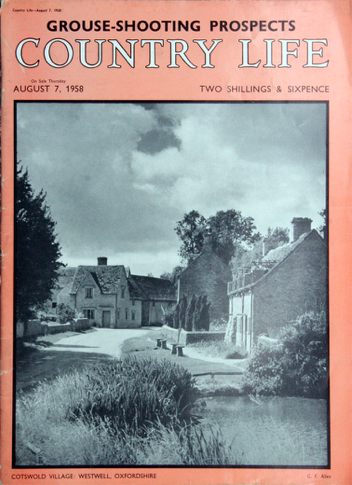 Country Life—August 7, 1958
GROUSE-SHOOTING PROSPECTS
COUNTRY LIFE
On Sale Thursday
AUGUST 7, 1958
TWO SHILLINGS & SIXPENCE
COTSWOLD VILLAGE: WESTWELL, OXFORDSHIRE